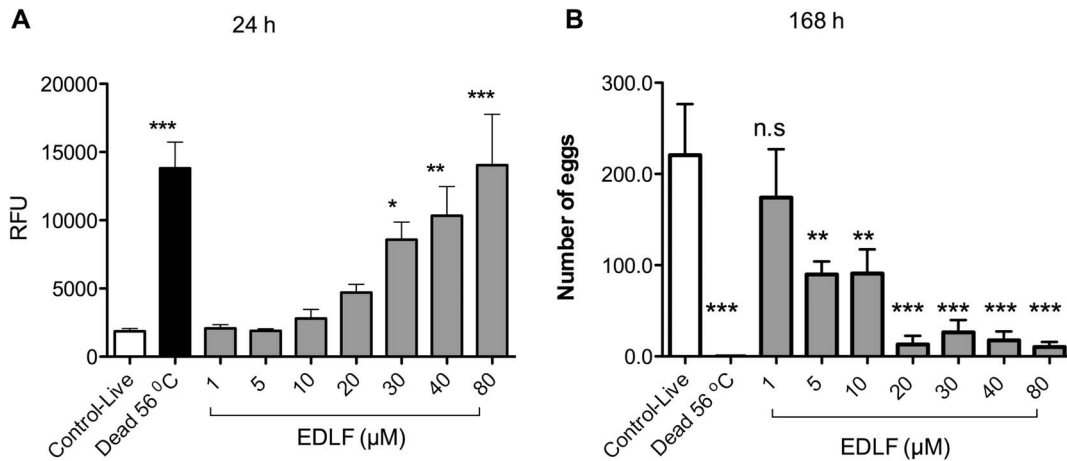 A
24 h
20000
15000
10000
5000
0
RFU
***
*
**
***
Control-Live
Dead 56 ⁰C
1
5
10
20
30
40
80
EDLF (µM)
B
168 h
300.0
200.0
100.0
0.0
Number of eggs
***
n.s
**
**
***
***
***
***
Control-Live
Dead 56 ºC
1
5
10
20
30
40
80
EDLF (µM)